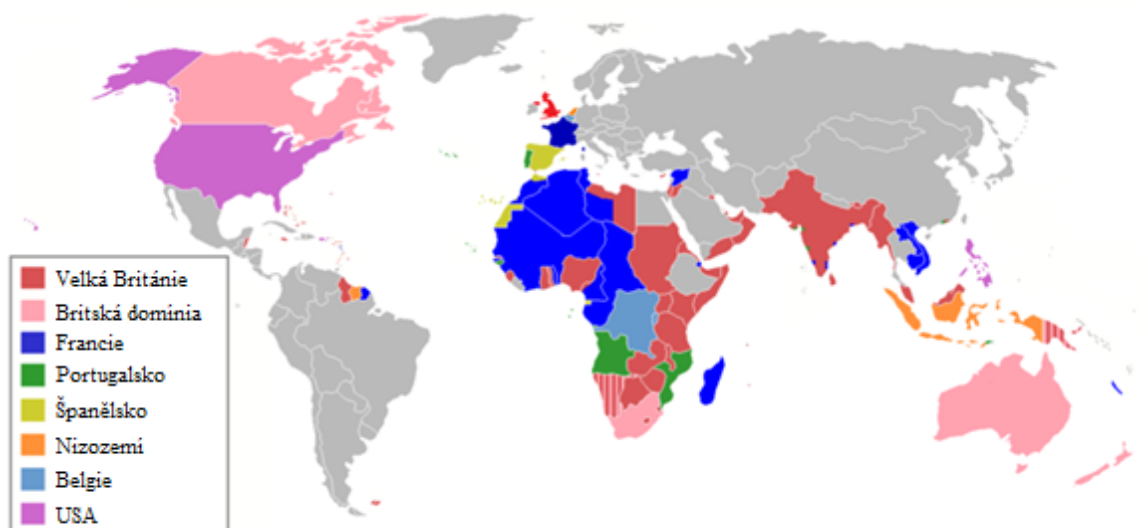 Velká Británie
Britská dominia
Francie
Portugalsko
Španělsko
Nizozemí
Belgie
USA